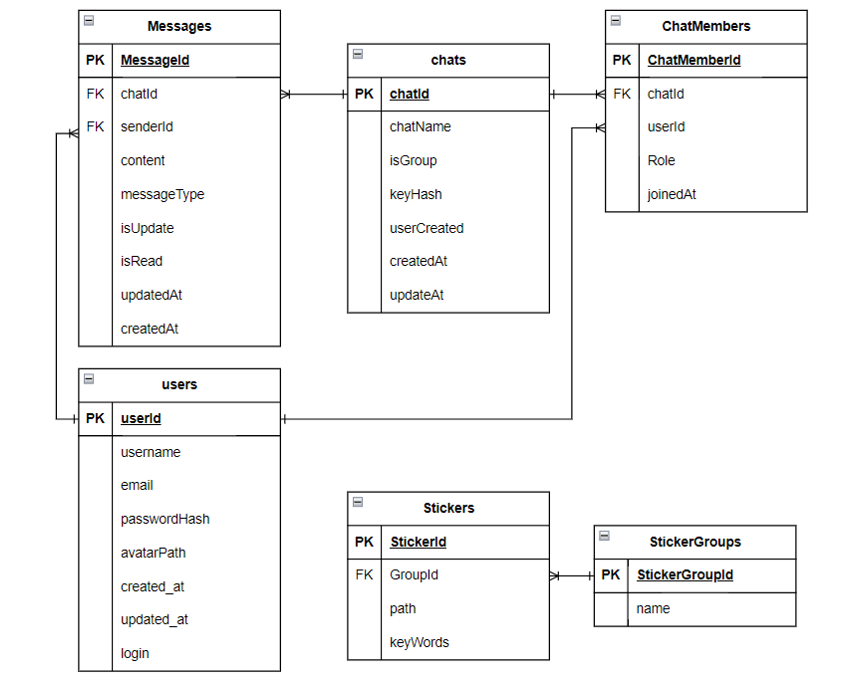 Messages
PK MessageId
FK chatId
FK senderId
content
messageType
isUpdate
isRead
updatedAt
createdAt
chats
PK chatId
chatName
isGroup
keyHash
userCreated
createdAt
updateAt
ChatMembers
PK ChatMemberId
FK chatId
userId
Role
joinedAt
users
PK userId
username
email
passwordHash
avatarPath
created_at
updated_at
login
Stickers
PK StickerId
FK GroupId
path
keyWords
StickerGroups
PK StickerGroupId
name